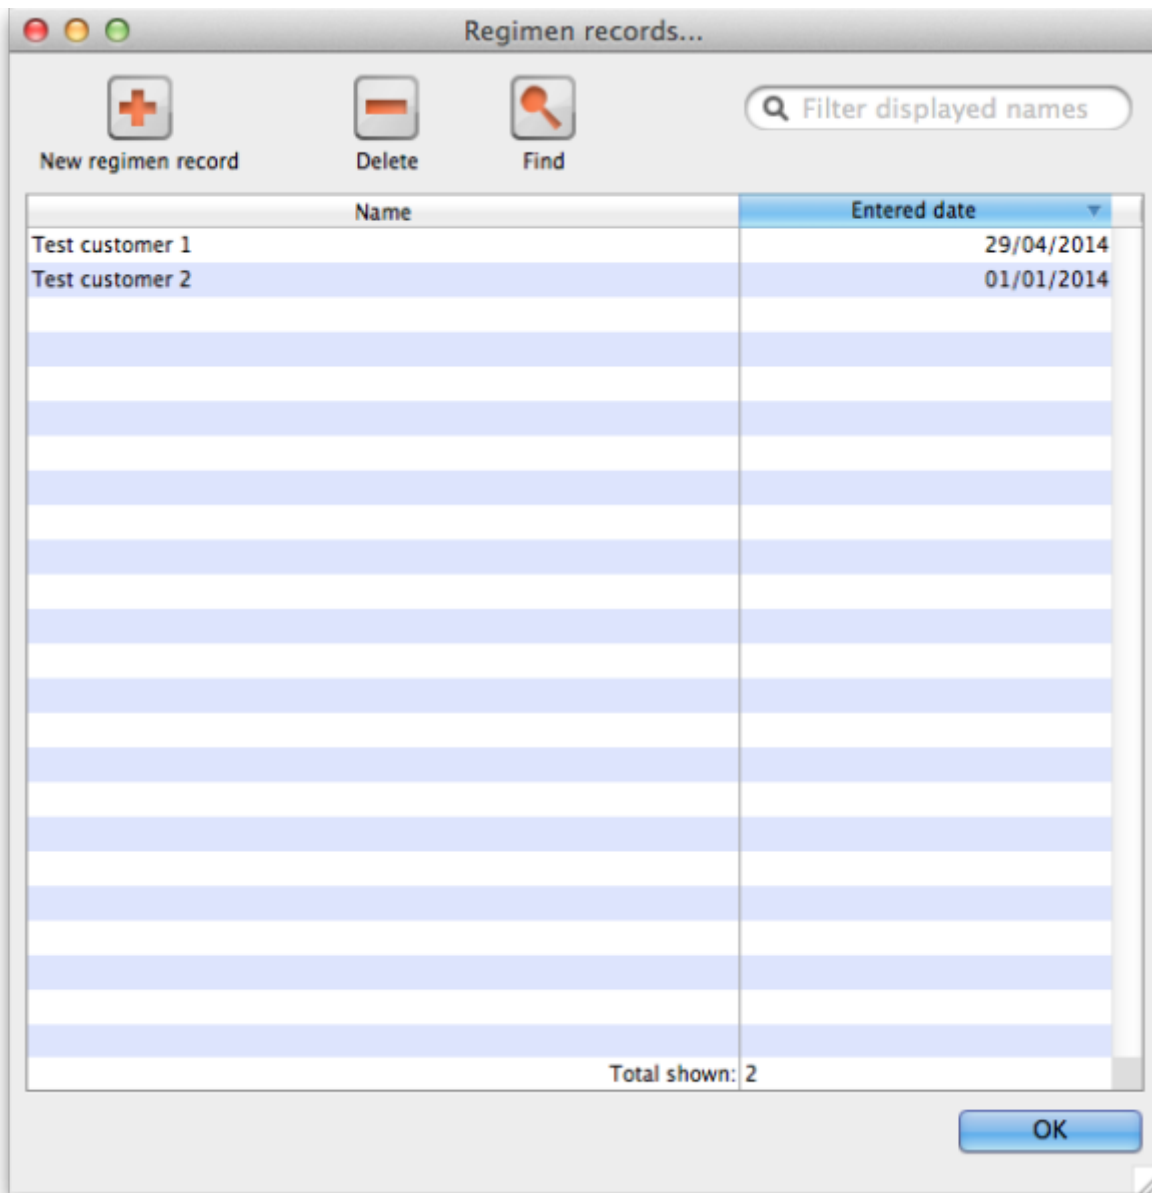 Regimen records...
Filter displayed names
New regimen record Delete Find
Name Entered date
Test customer 1 29/04/2014
Test customer 2 01/01/2014
Total shown: 2
OK